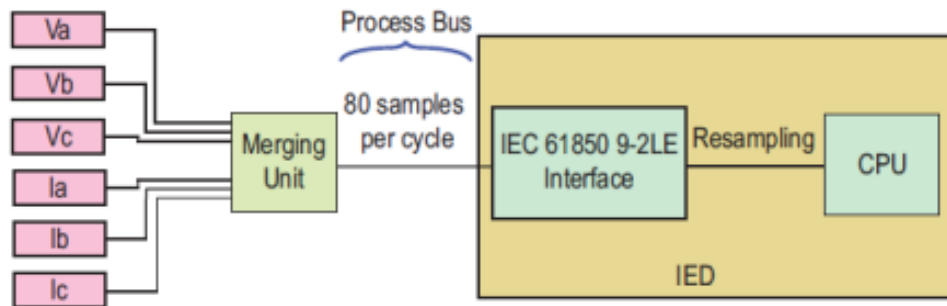 Va
Vb
Vc
Ia
Ib
Ic
Merging
Unit
Process Bus
80 samples
per cycle
IEC 61850 9-2LE
Interface
Resampling
CPU
IED